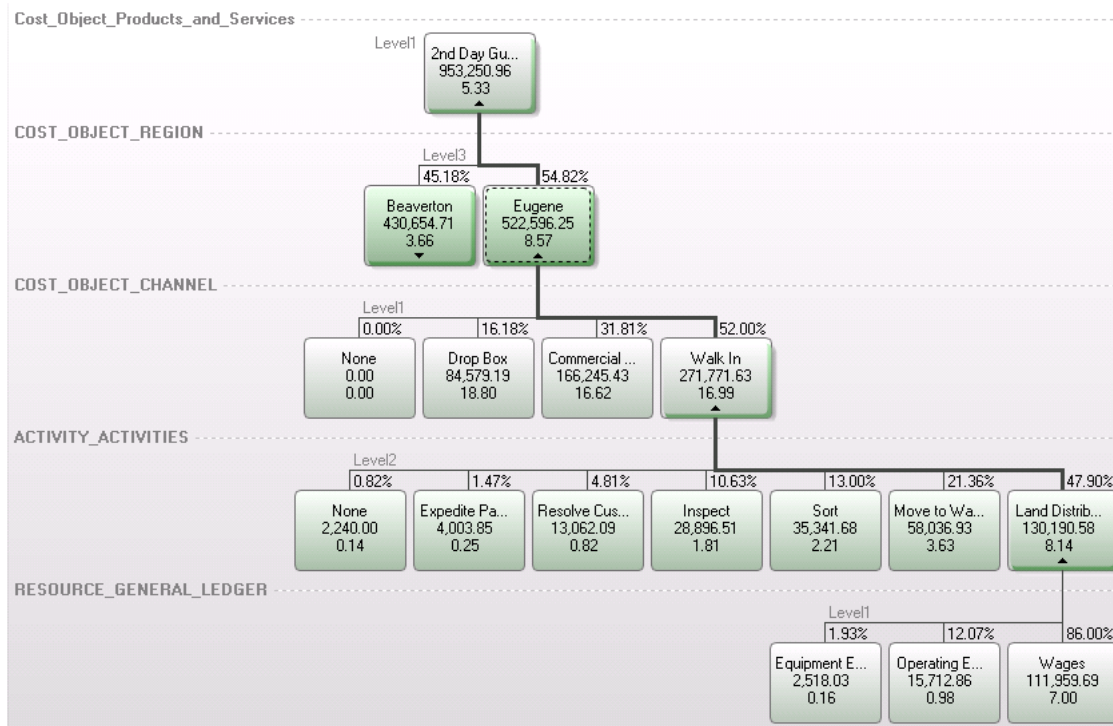 Cost_Object_Products_and_Services
Level1
2nd Day Gu...
953,250.96
5.33
COST_OBJECT_REGION
Level3
45.18%
54.82%
Beaverton
430,654.71
3.66
Eugene
522,596.25
8.57
COST_OBJECT_CHANNEL
Level1
0.00%
16.18%
31.81%
52.00%
None
0.00
0.00
Drop Box
84,579.19
18.80
Commercial ...
166,245.43
16.62
Walk In
271,771.63
16.99
ACTIVITY_ACTIVITIES
Level2
0.82%
1.47%
4.81%
10.63%
13.00%
21.36%
47.90%
None
2,240.00
0.14
Expedite Pa...
4,003.85
0.25
Resolve Cus...
13,062.09
0.82
Inspect
28,896.51
1.81
Sort
35,341.68
2.21
Move to Wa...
58,036.93
3.63
Land Distrib...
130,190.58
8.14
RESOURCE_GENERAL_LEDGER
Level1
1.93%
12.07%
86.00%
Equipment E...
2,518.03
0.16
Operating E...
15,712.86
0.98
Wages
111,959.69
7.00